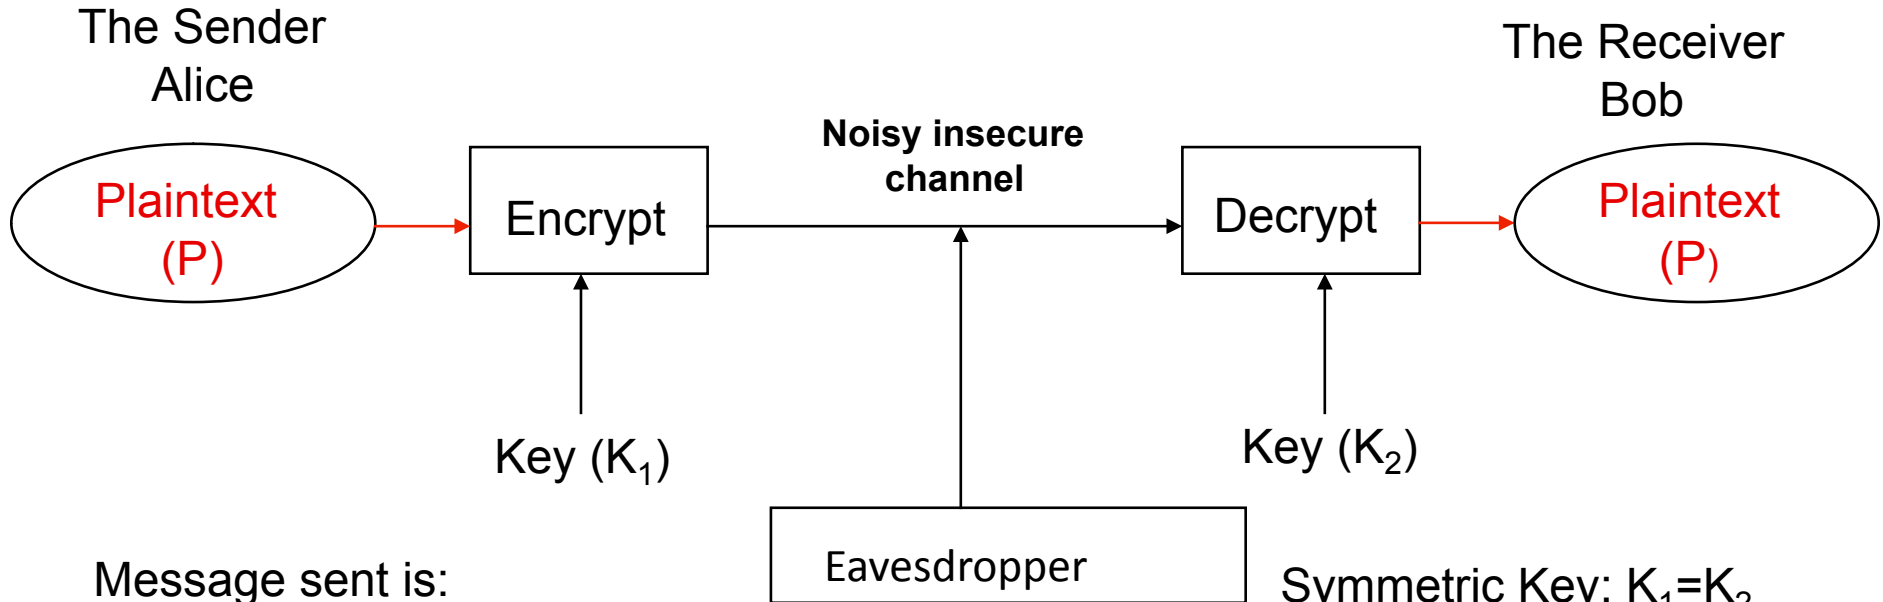 The Sender
Alice
The Receiver
Bob
Noisy insecure
channel
Plaintext
(P)
Encrypt
Decrypt
Plaintext
(P)
Key (K₁)
Key (K₂)
Eavesdropper
Message sent is:
Symmetric Key: K₁=K₂